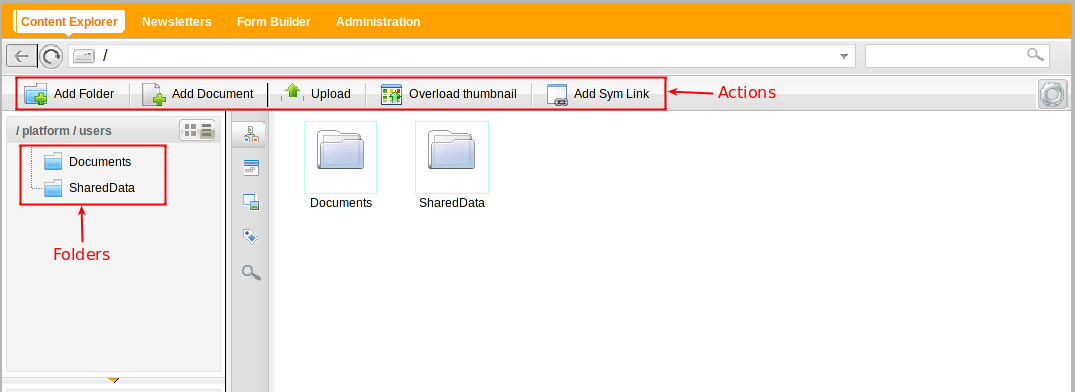 Content Explorer Newsletters Form Builder Administration
/
Add Folder Add Document Upload Overload thumbnail Add Sym Link Actions
/ platform / users
Documents
SharedData
Folders
Documents SharedData